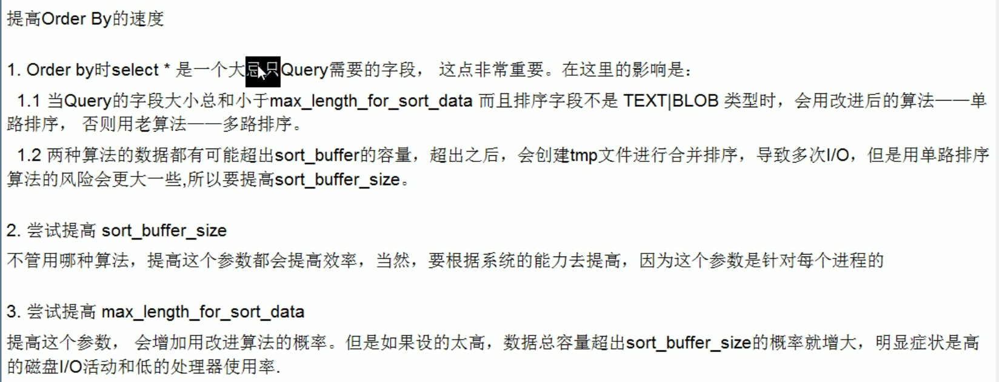 提高Order By的速度
1. Order by时select * 是一个大忌只Query需要的字段， 这点非常重要。在这里的影响是：
1.1 当Query的字段大小总和小于max_length_for_sort_data 而且排序字段不是 TEXT|BLOB 类型时，会用改进后的算法——单
路排序， 否则用老算法——多路排序。
1.2 两种算法的数据都有可能超出sort_buffer的容量，超出之后，会创建tmp文件进行合并排序，导致多次I/O，但是用单路排序
算法的风险会更大一些,所以要提高sort_buffer_size。
2. 尝试提高 sort_buffer_size
不管用哪种算法，提高这个参数都会提高效率，当然，要根据系统的能力去提高，因为这个参数是针对每个进程的
3. 尝试提高 max_length_for_sort_data
提高这个参数， 会增加用改进算法的概率。但是如果设的太高，数据总容量超出sort_buffer_size的概率就增大，明显症状是高
的磁盘I/O活动和低的处理器使用率.